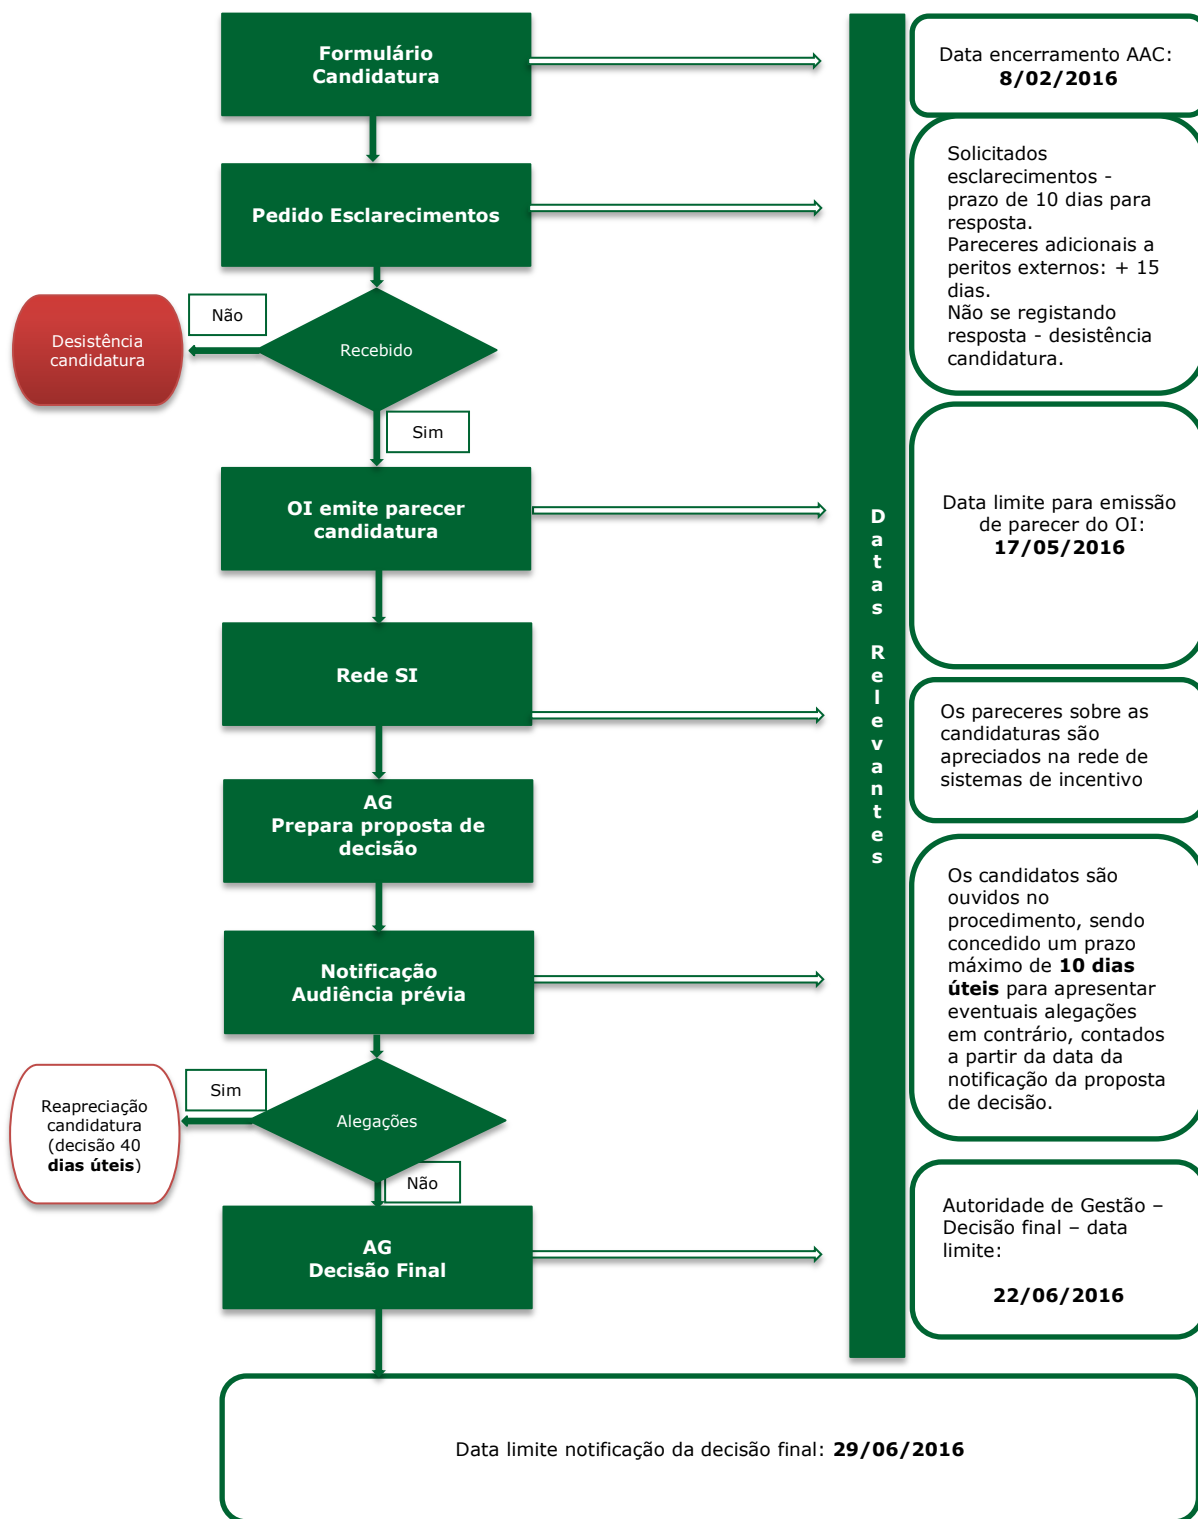 Formulário
Candidatura
Data encerramento AAC:
8/02/2016
Pedido Esclarecimentos
Solicitados
esclarecimentos -
prazo de 10 dias para
resposta.
Pareceres adicionais a
peritos externos: + 15
dias.
Não se registando
resposta - desistência
candidatura.
Não
Desistência
candidatura
Recebido
Sim
OI emite parecer
candidatura
Data limite para emissão
de parecer do OI:
17/05/2016
Datas Relevantes
Rede SI
Os pareceres sobre as
candidaturas são
apreciados na rede de
sistemas de incentivo
AG
Prepara proposta de
decisão
Notificação
Audiência prévia
Os candidatos são
ouvidos no
procedimento, sendo
concedido um prazo
máximo de 10 dias
úteis para apresentar
eventuais alegações
em contrário, contados
a partir da data da
notificação da proposta
de decisão.
Sim
Reapreciação
candidatura
(decisão 40
dias úteis)
Alegações
Não
AG
Decisão Final
Autoridade de Gestão –
Decisão final – data
limite:
22/06/2016
Data limite notificação da decisão final: 29/06/2016